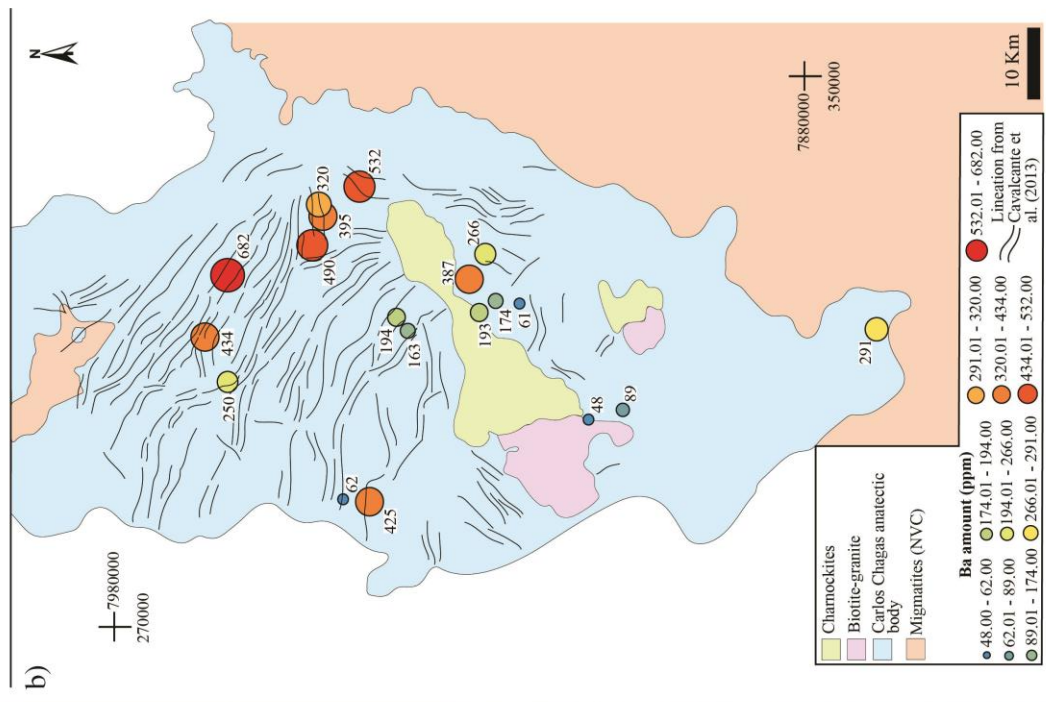 b)
N
7980000
270000
682
434
250
320
395
532
490
194
163
62
425
387
266
193
174
61
48
89
291
7880000
350000
10 Km
Charnockites
Biotite-granite
Carlos Chagas anatectic
body
Migmatites (NVC)
Ba amount (ppm)
48.00 - 62.00
62.01 - 89.00
89.01 - 174.00
174.01 - 194.00
194.01 - 266.00
266.01 - 291.00
291.01 - 320.00
320.01 - 434.00
434.01 - 532.00
532.01 - 682.00
Lineation from
Cavalcante et
al. (2013)